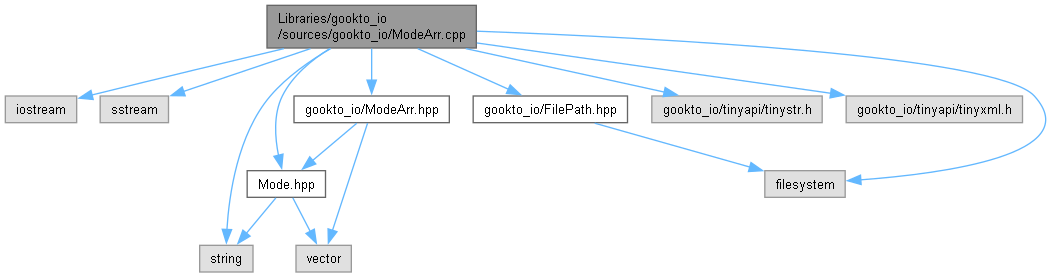 Libraries/gookto_io
/sources/gookto_io/ModeArr.cpp
iostream
sstream
gookto_io/ModeArr.hpp
gookto_io/FilePath.hpp
gookto_io/tinyapi/tinystr.h
gookto_io/tinyapi/tinyxml.h
Mode.hpp
filesystem
string
vector